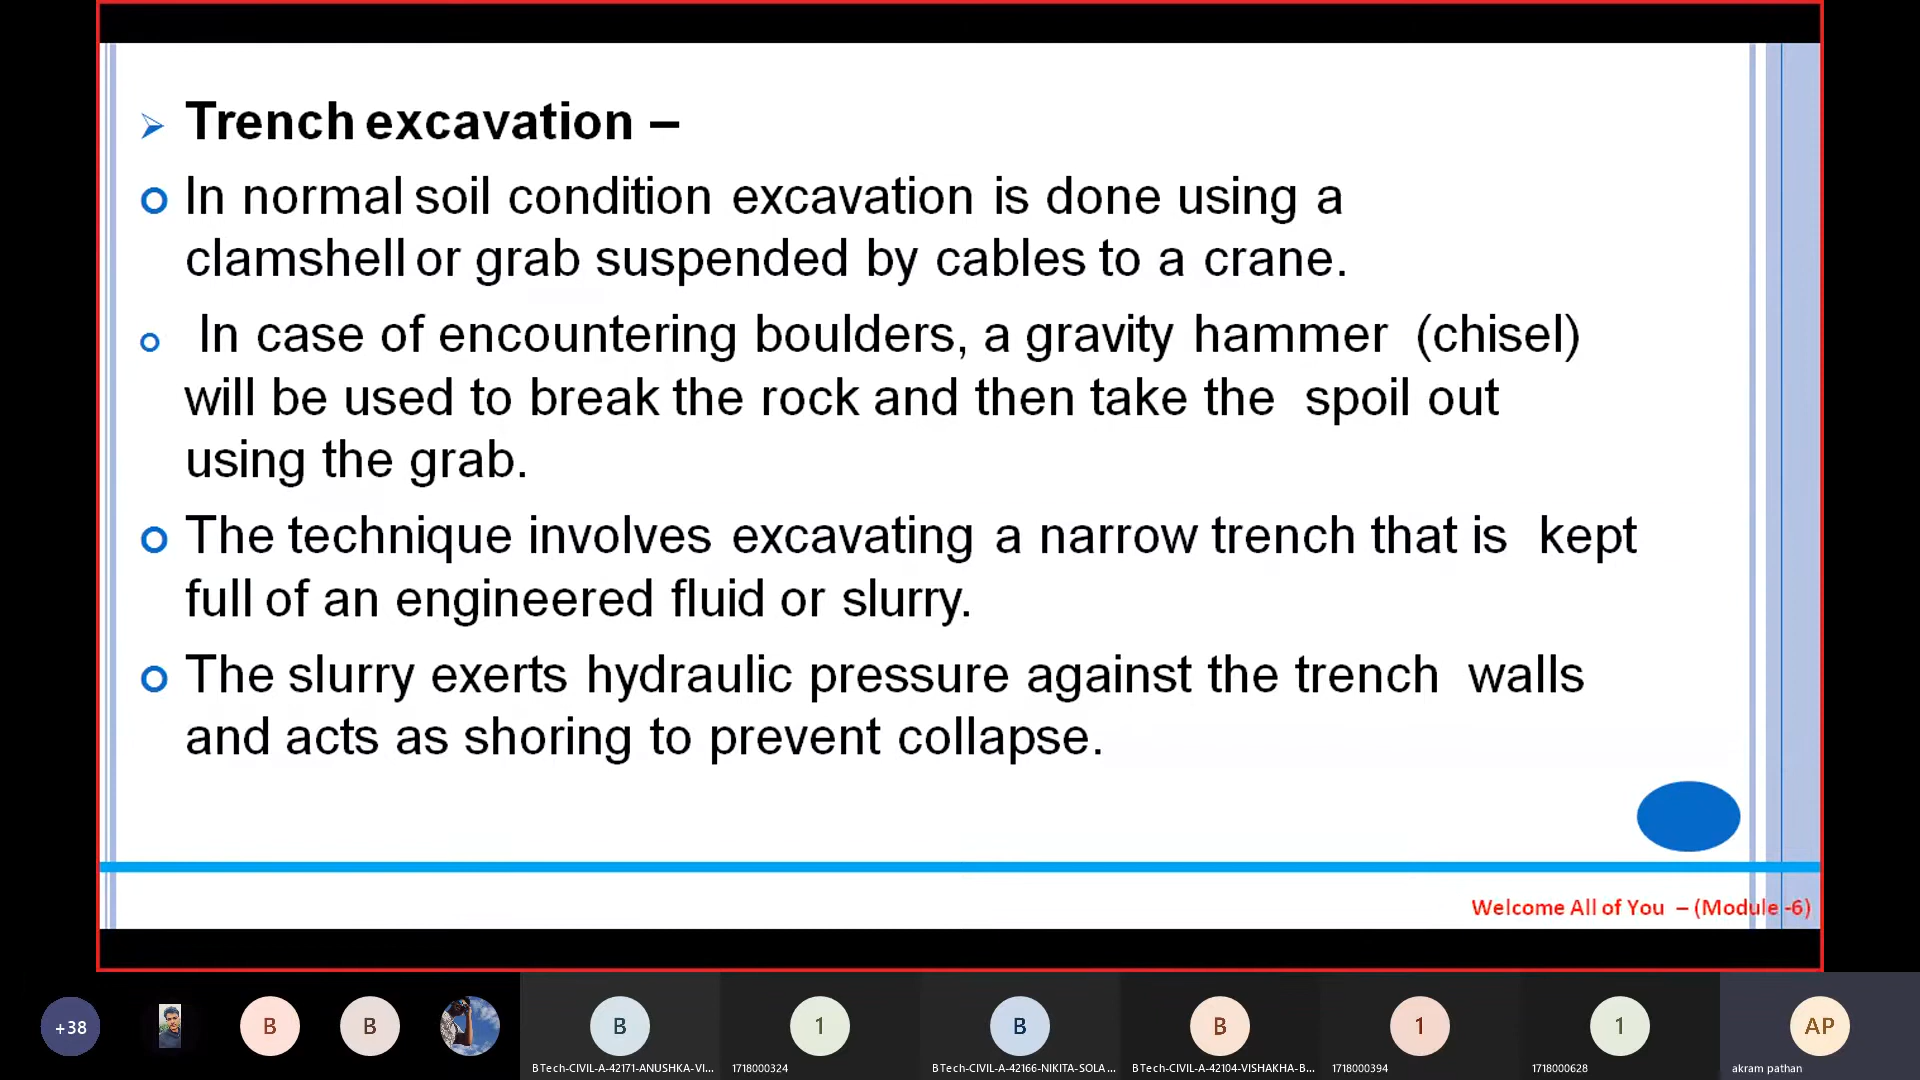 Trench excavation –
In normal soil condition excavation is done using a
clamshell or grab suspended by cables to a crane.
In case of encountering boulders, a gravity hammer (chisel)
will be used to break the rock and then take the spoil out
using the grab.
The technique involves excavating a narrow trench that is kept
full of an engineered fluid or slurry.
The slurry exerts hydraulic pressure against the trench walls
and acts as shoring to prevent collapse.
Welcome All of You – (Module -6)
+38
B
B
B
1
B
B
1
1
AP
BTech-CIVIL-A-42171-ANUSHKA-VI...
1718000324
BTech-CIVIL-A-42166-NIKITA-SOLA...
BTech-CIVIL-A-42104-VISHAKHA-B...
1718000394
1718000628
akram pathan